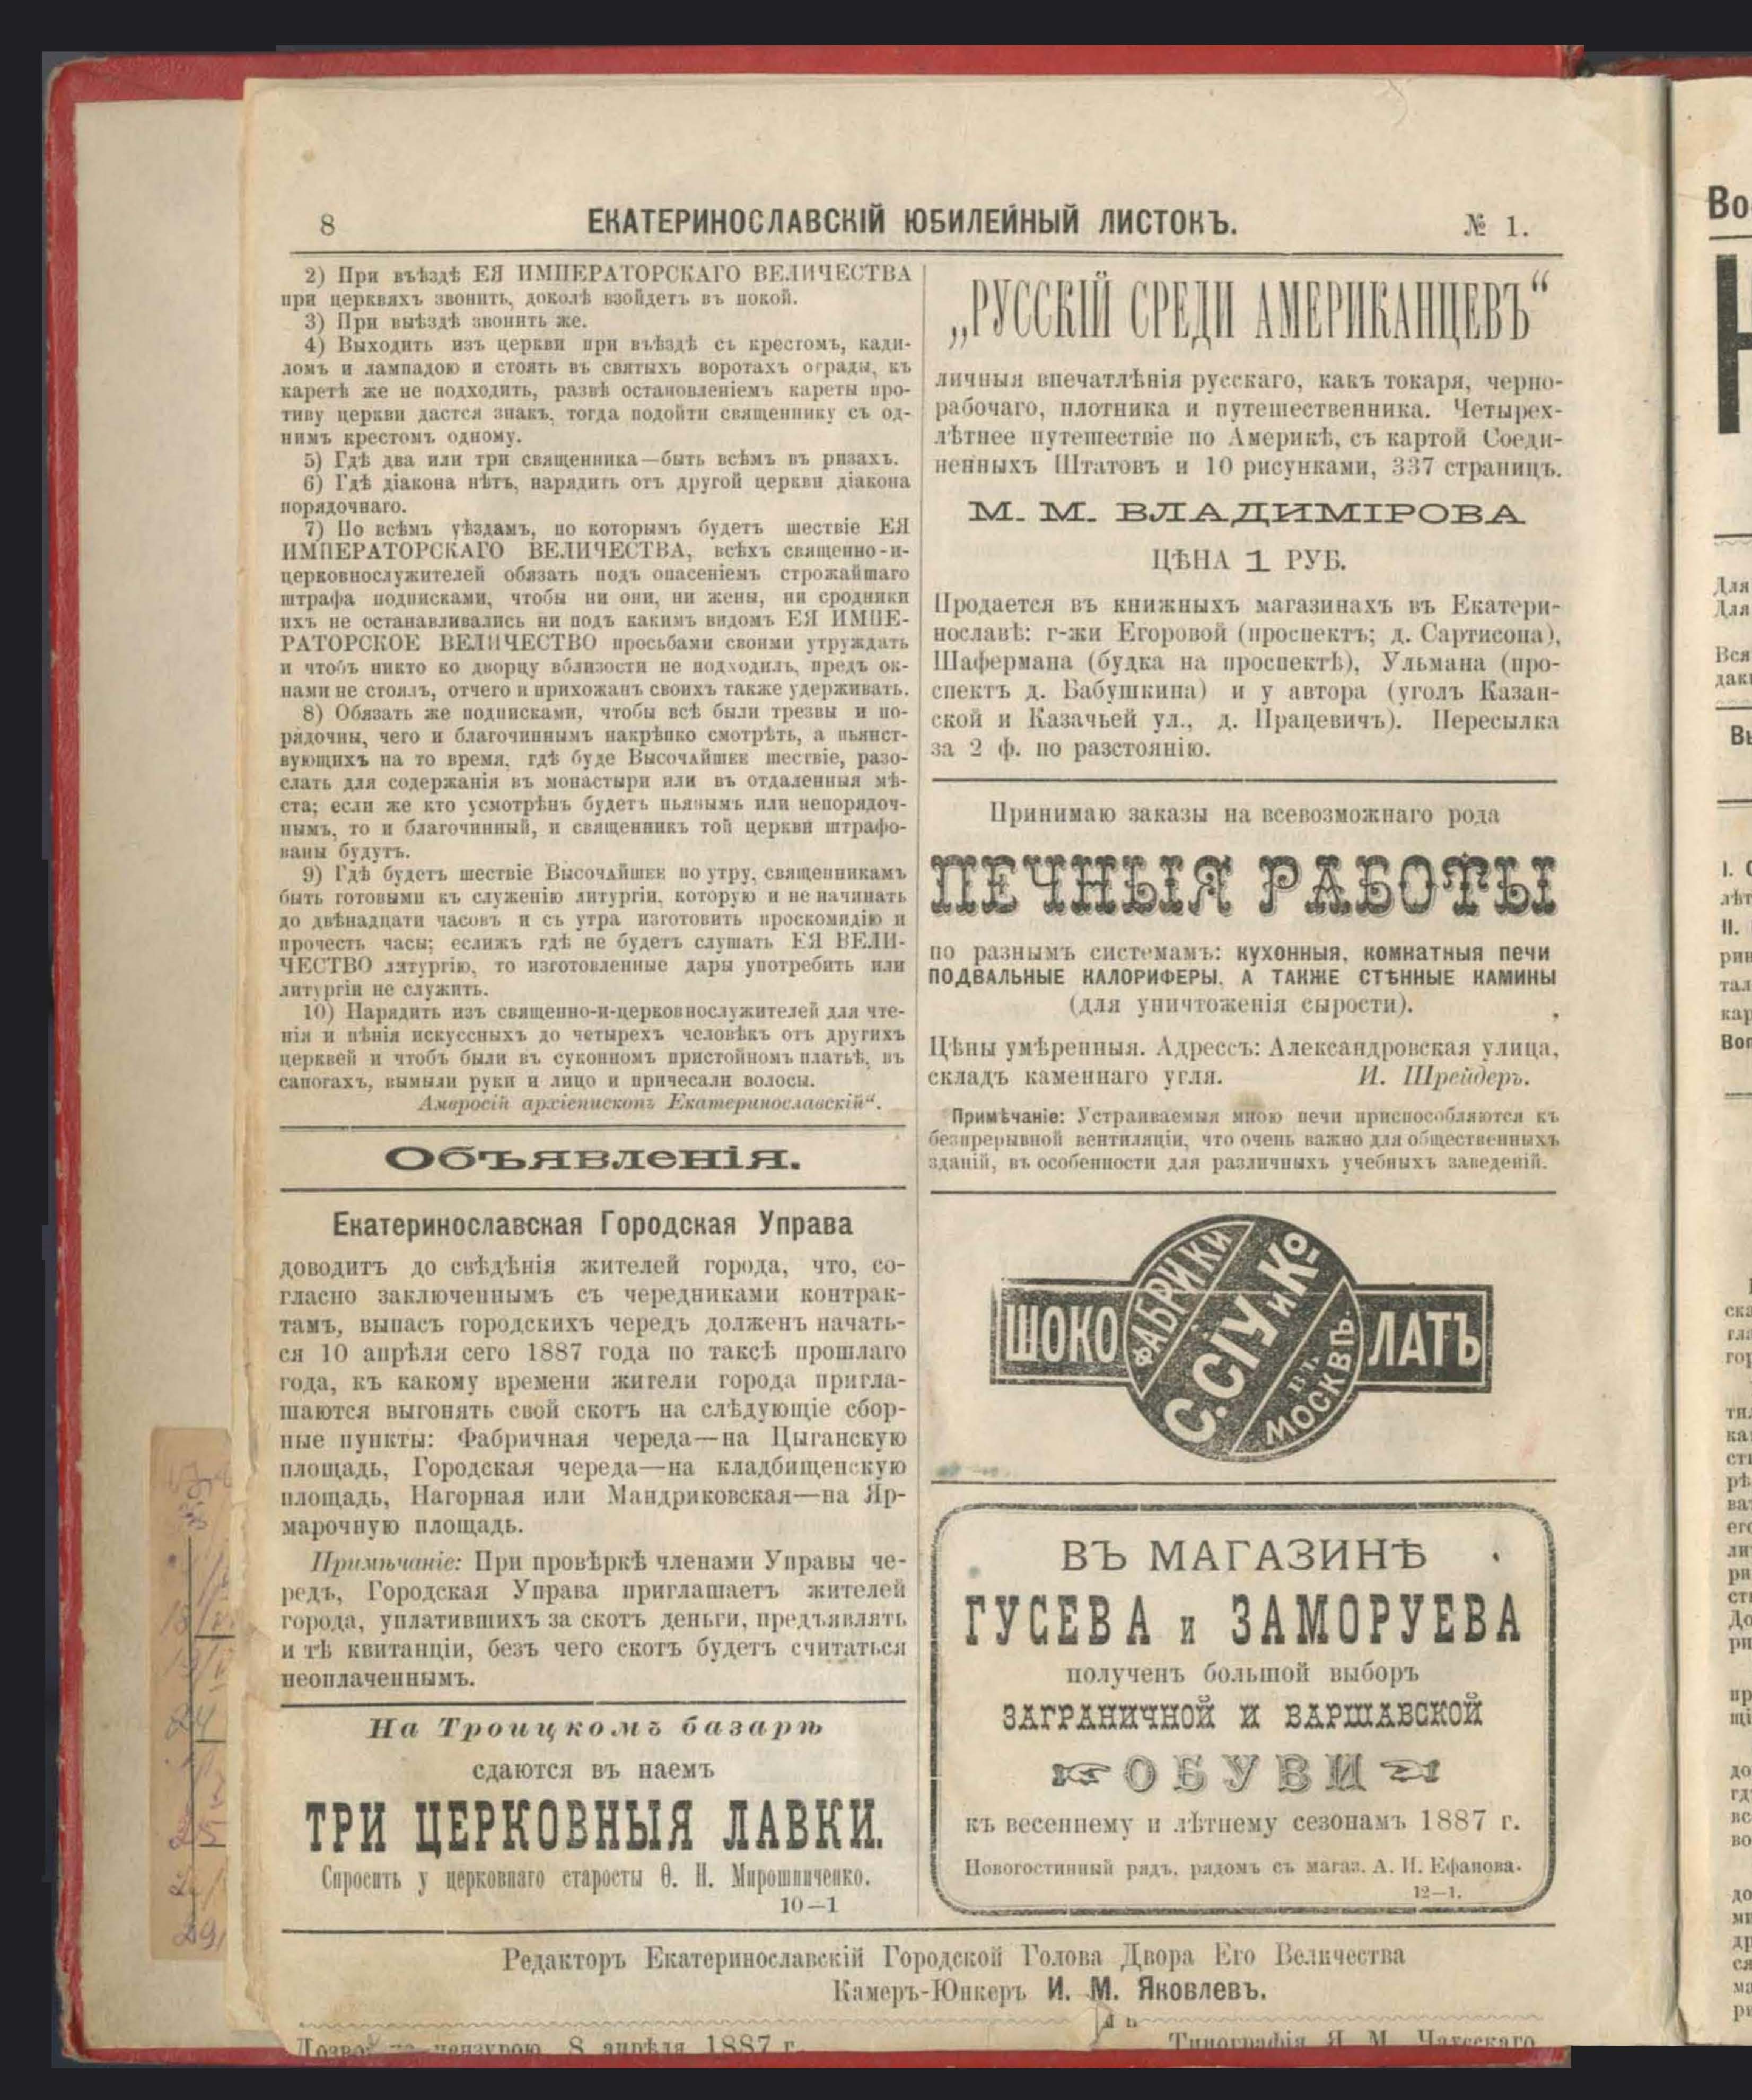 8
ЕКАТЕРИНОСЛАВСКІЙ ЮБИЛЕЙНЫЙ ЛИСТОКЪ.
№ 1.
2) При въѣздѣ ЕЯ ИМПЕРАТОРСКАГО ВЕЛИЧЕСТВА
при церквяхъ звонить, доколѣ взойдетъ въ покой.
3) При выѣздѣ звонить же.
4) Выходить изъ церкви при въѣздѣ съ крестомъ, кади-
ломъ и лампадою и стоять въ святыхъ воротахъ ограды, къ
каретѣ же не подходить, развѣ остановленіемъ кареты про-
тиву церкви дастся знакъ, тогда подойти священнику съ од-
нимъ крестомъ одному.
5) Гдѣ два или три священника—быть всѣмъ въ ризахъ.
6) Гдѣ діакона нѣтъ, нарядить отъ другой церкви діакона
порядочнаго.
7) По всѣмъ уѣздамъ, по которымъ будетъ шествіе ЕЯ
ИМПЕРАТОРСКАГО ВЕЛИЧЕСТВА, всѣхъ священно-и-
церковнослужителей обязать подъ опасеніемъ строжайшаго
штрафа подписками, чтобы ни они, ни жены, ни сродники
ихъ не останавливались ни подъ какимъ видомъ ЕЯ ИМПЕ-
РАТОРСКОЕ ВЕЛИЧЕСТВО просьбами своими утруждать
и чтобъ никто ко дворцу вблизости не подходилъ, предъ ок-
нами не стоялъ, отчего и прихожанъ своихъ также удерживать.
8) Обязать же подписками, чтобы всѣ были трезвы и по-
рядочны, чего и благочиннымъ накрѣпко смотрѣть, а пьянст-
вующихъ на то время, гдѣ буде Высочайшее шествіе, разо-
слать для содержанія въ монастыри или въ отдаленныя мѣ-
ста; если же кто усмотрѣнъ будетъ пьянымъ или непорядоч-
нымъ, то и благочинный, и священникъ той церкви штрафо-
ваны будутъ.
9) Гдѣ будетъ шествіе Высочайшее по утру, священникамъ
быть готовыми къ служенію литургіи, которую и не начинать
до двѣнадцати часовъ и съ утра изготовить проскомидію и
прочесть часы; еслижъ гдѣ не будетъ слушать ЕЯ ВЕЛИ-
ЧЕСТВО литургію, то изготовленные дары употребить или
литургіи не служить.
10) Нарядить изъ священно-и-церковнослужителей для чте-
нія и пѣнія искуссныхъ до четырехъ человѣкъ отъ другихъ
церквей и чтобъ были въ суконномъ пристойномъ платьѣ, въ
сапогахъ, вымыли руки и лицо и причесали волосы.
Амвросій архіепископъ Екатеринославскій“.
Объявленія.
Екатеринославская Городская Управа
доводитъ до свѣдѣнія жителей города, что, со-
гласно заключеннымъ съ чередниками контрак-
тамъ, выпасъ городскихъ чередъ долженъ начать-
ся 10 апрѣля сего 1887 года по таксѣ прошлаго
года, къ какому времени жители города пригла-
шаются выгонять свой скотъ на слѣдующіе сбор-
ные пункты: Фабричная череда—на Цыганскую
площадь, Городская череда—на кладбищенскую
площадь, Нагорная или Мандриковская—на Яр-
марочную площадь.
Примѣчаніе: При провѣркѣ членами Управы че-
редъ, Городская Управа приглашаетъ жителей
города, уплатившихъ за скотъ деньги, предъявлять
и тѣ квитанціи, безъ чего скотъ будетъ считаться
неоплаченнымъ.
На Троицкомъ базарѣ
сдаются въ наемъ
ТРИ ЦЕРКОВНЫЯ ЛАВКИ.
Спросить у церковнаго старосты Ѳ. Н. Мирошниченко.
10—1
„РУССКІЙ СРЕДИ АМЕРИКАНЦЕВЪ“
личныя впечатлѣнія русскаго, какъ токаря, черно-
рабочаго, плотника и путешественника. Четырех-
лѣтнее путешествіе по Америкѣ, съ картой Соеди-
ненныхъ Штатовъ и 10 рисунками, 337 страницъ.
М. М. ВЛАДИМІРОВА
ЦѢНА 1 РУБ.
Продается въ книжныхъ магазинахъ въ Екатери-
нославѣ: г-жи Егоровой (проспектъ; д. Сартисона),
Шафермана (будка на проспектѣ), Ульмана (про-
спектъ д. Бабушкина) и у автора (уголъ Казан-
ской и Казачьей ул., д. Працевичъ). Пересылка
за 2 ф. по разстоянію.
Принимаю заказы на всевозможнаго рода
ПЕЧНЫЯ РАБОТЫ
по разнымъ системамъ: кухонныя, комнатныя печи
ПОДВАЛЬНЫЕ КАЛОРИФЕРЫ, А ТАКЖЕ СТѢННЫЕ КАМИНЫ
(для уничтоженія сырости).
Цѣны умѣренныя. Адрессъ: Александровская улица,
складъ каменнаго угля. И. Шрейдеръ.
Примѣчаніе: Устраиваемыя мною печи приспособляются къ
безпрерывной вентиляціи, что очень важно для общественныхъ
зданій, въ особенности для различныхъ учебныхъ заведеній.
ШОКО
ФАБРИКИ
С. СІУ и Ко.
ВЪ МОСКВѢ.
ЛАТЪ
ВЪ МАГАЗИНѢ
ГУСЕВА и ЗАМОРУЕВА
полученъ большой выборъ
ЗАГРАНИЧНОЙ И ВАРШАВСКОЙ
ОБУВИ
къ весеннему и лѣтнему сезонамъ 1887 г.
Новогостинный рядъ, рядомъ съ магаз. А. И. Ефанова.
12—1.
Редакторъ Екатеринославскій Городской Голова Двора Его Величества
Камеръ-Юнкеръ И. М. Яковлевъ.
цензурою 8 апрѣля 1887 г.
Типографія Я. М. Чаусскаго